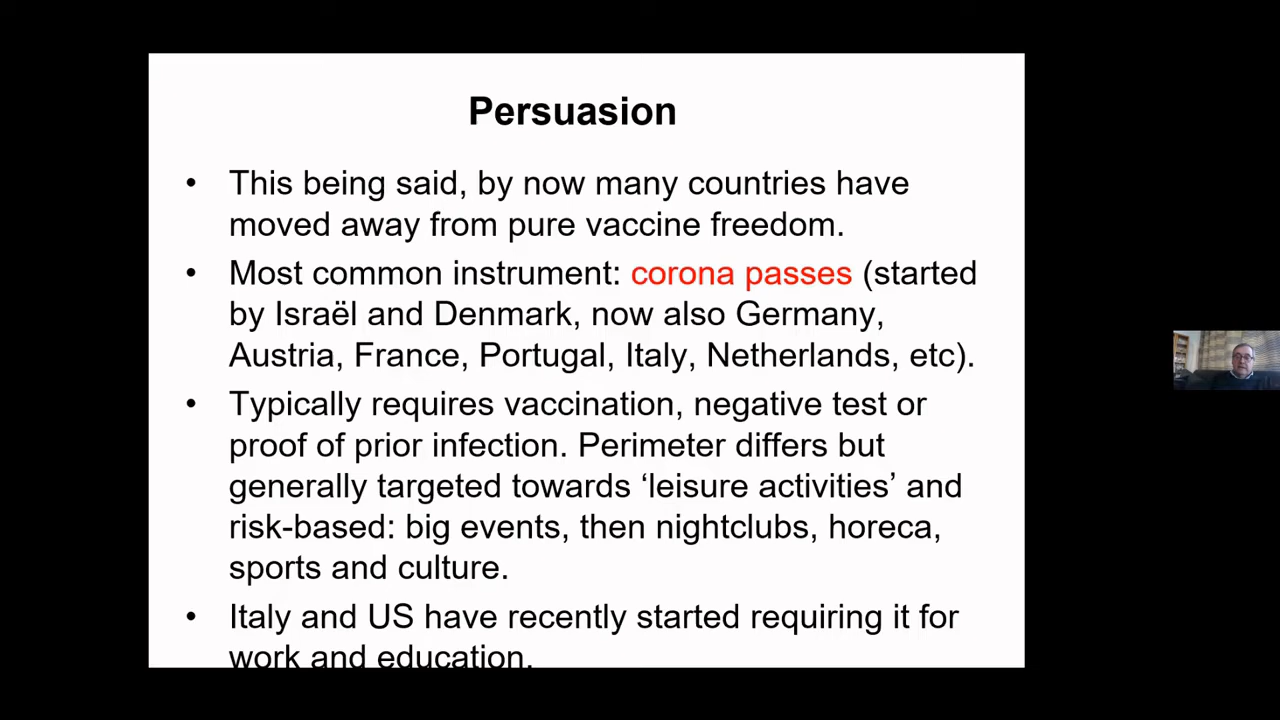 Persuasion
• This being said, by now many countries have
moved away from pure vaccine freedom.
• Most common instrument: corona passes (started
by Israël and Denmark, now also Germany,
Austria, France, Portugal, Italy, Netherlands, etc).
• Typically requires vaccination, negative test or
proof of prior infection. Perimeter differs but
generally targeted towards ‘leisure activities’ and
risk-based: big events, then nightclubs, horeca,
sports and culture.
• Italy and US have recently started requiring it for
work and education.